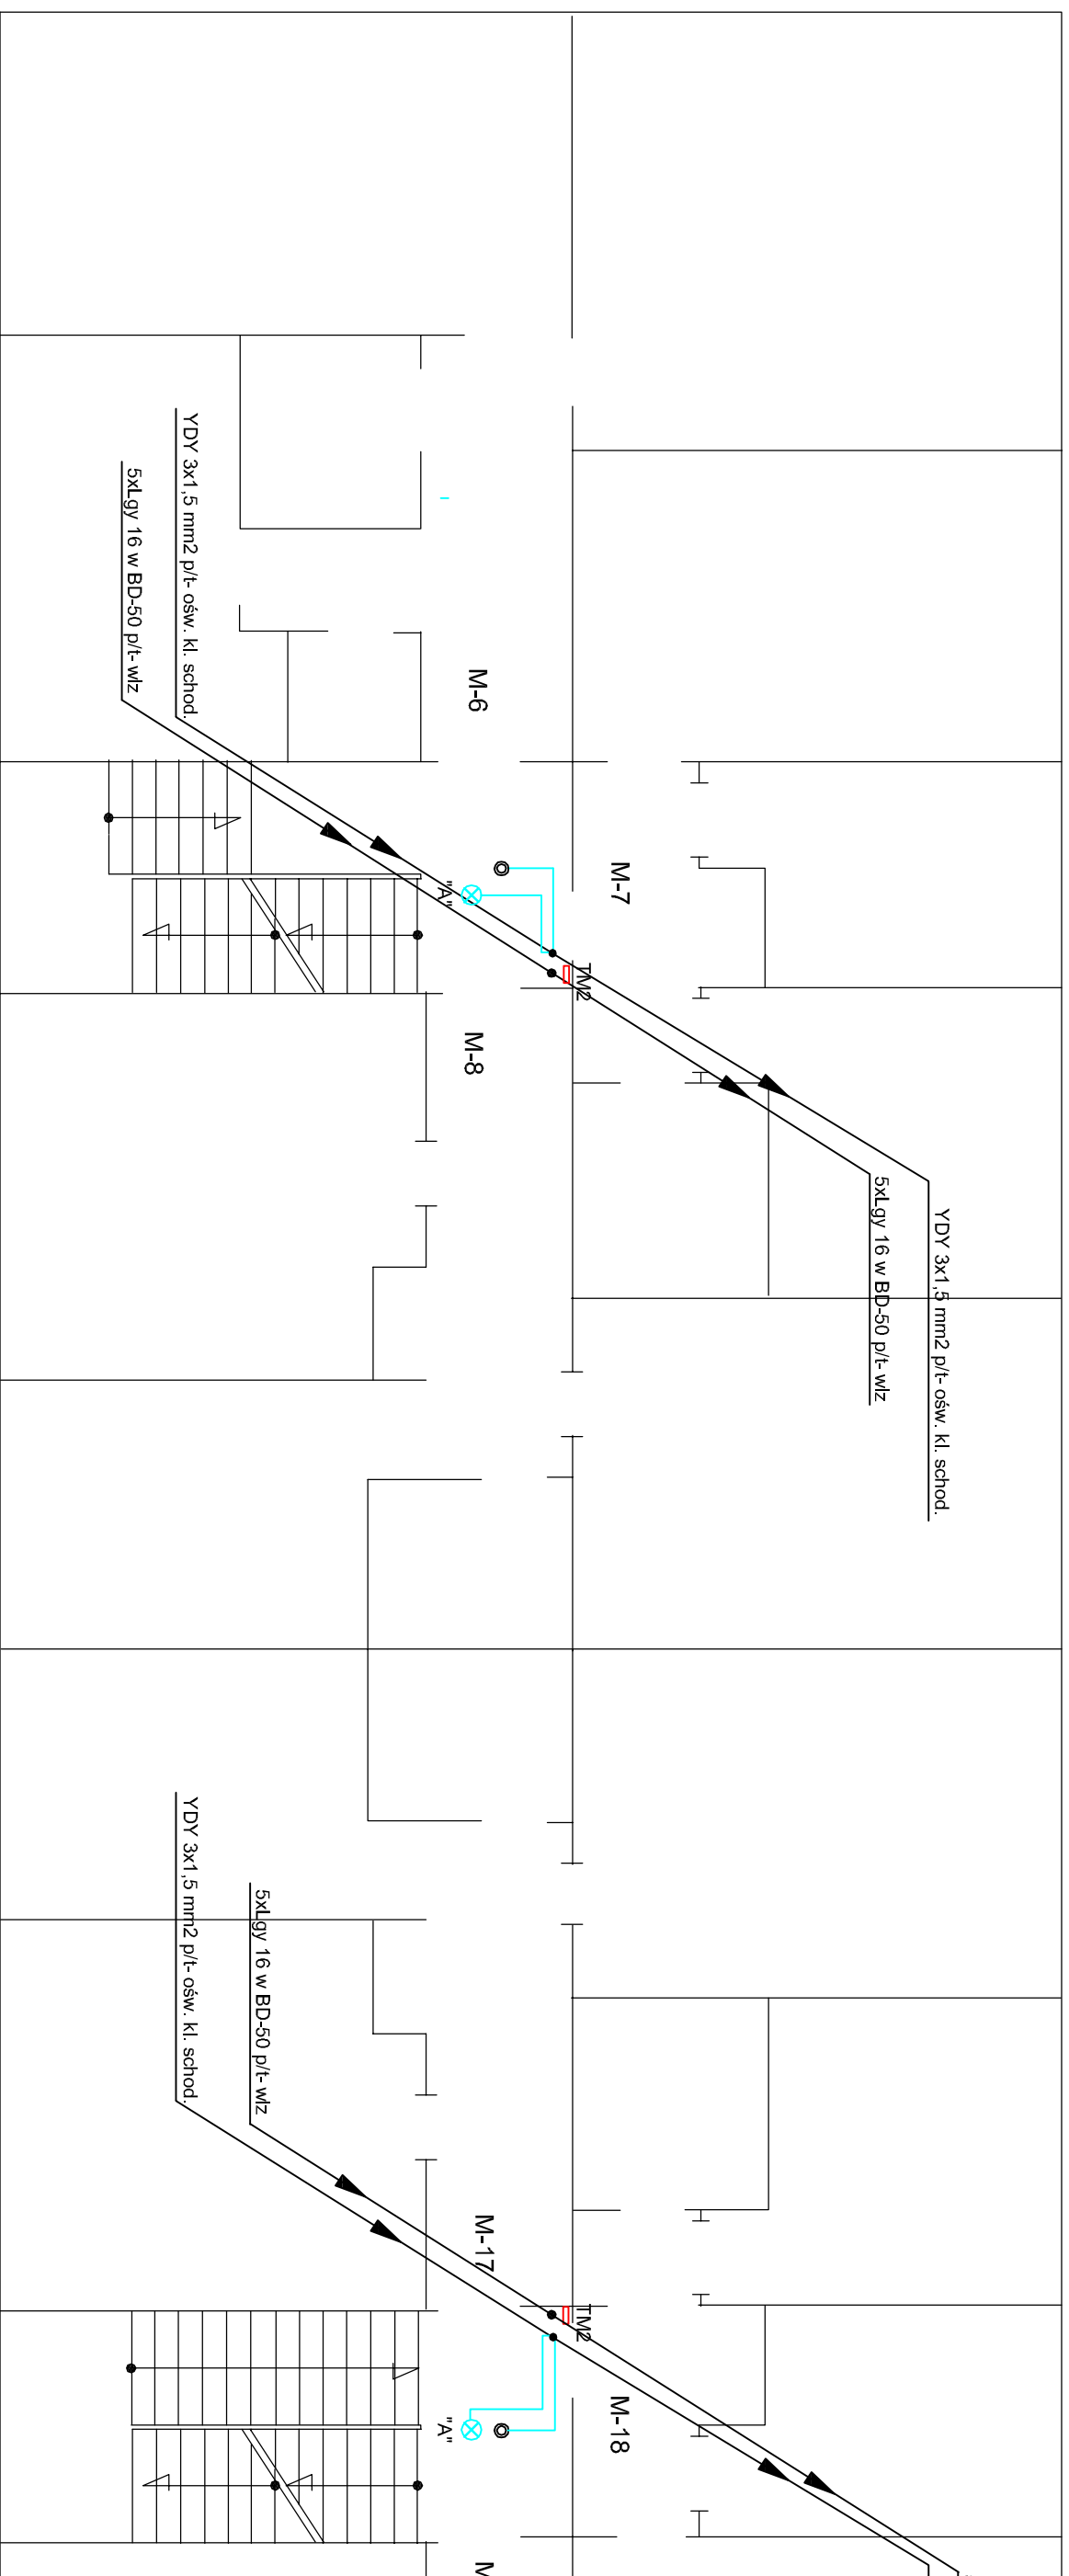 YDY 3x1,5 mm2 p/t- ośw. kl. schod.
5xLgy 16 w BD-50 p/t- wlz
M-6
M-7
"A"
TM2
M-8
5xLgy 16 w BD-50 p/t- wlz
YDY 3x1,5 mm2 p/t- ośw. kl. schod.
YDY 3x1,5 mm2 p/t- ośw. kl. schod.
5xLgy 16 w BD-50 p/t- wlz
M-17
TM2
M-18
"A"